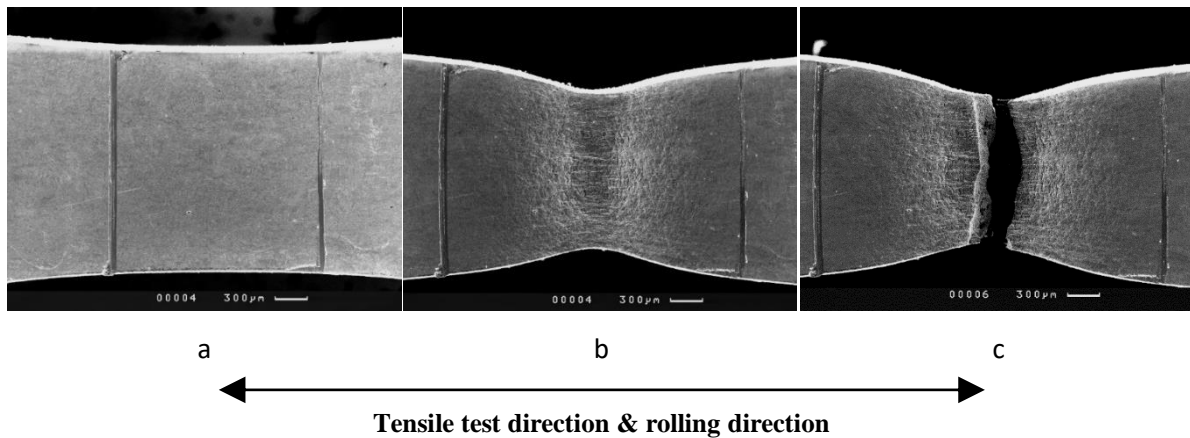 00004 300μm
00004 300μm
00006 300μm
a
b
c
Tensile test direction & rolling direction